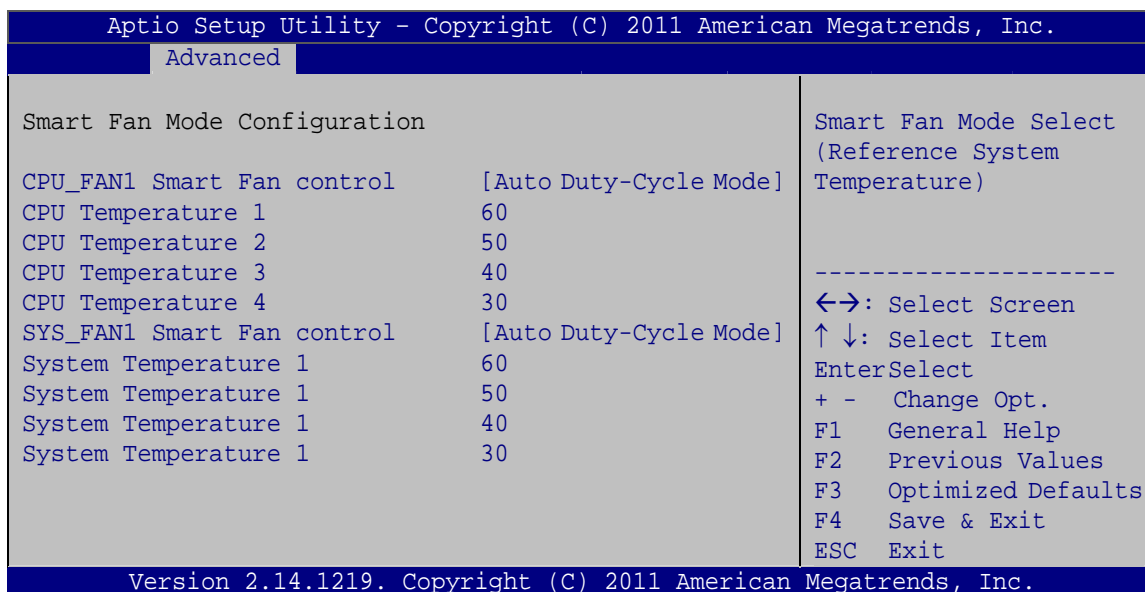 Aptio Setup Utility – Copyright (C) 2011 American Megatrends, Inc.
Advanced
Smart Fan Mode Configuration
CPU_FAN1 Smart Fan control [Auto Duty-Cycle Mode]
CPU Temperature 1 60
CPU Temperature 2 50
CPU Temperature 3 40
CPU Temperature 4 30
SYS_FAN1 Smart Fan control [Auto Duty-Cycle Mode]
System Temperature 1 60
System Temperature 1 50
System Temperature 1 40
System Temperature 1 30
Smart Fan Mode Select
(Reference System
Temperature)
---------------------
←→: Select Screen
↑ ↓: Select Item
EnterSelect
+ - Change Opt.
F1 General Help
F2 Previous Values
F3 Optimized Defaults
F4 Save & Exit
ESC Exit
Version 2.14.1219. Copyright (C) 2011 American Megatrends, Inc.